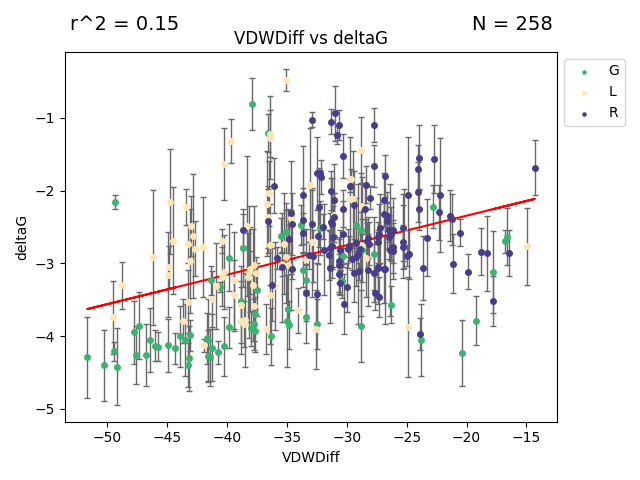 r^2 = 0.15 N = 258
VDWDiff vs deltaG
G
L
R
−1
−2
−3
−4
−5
deltaG
−50 −45 −40 −35 −30 −25 −20 −15
VDWDiff